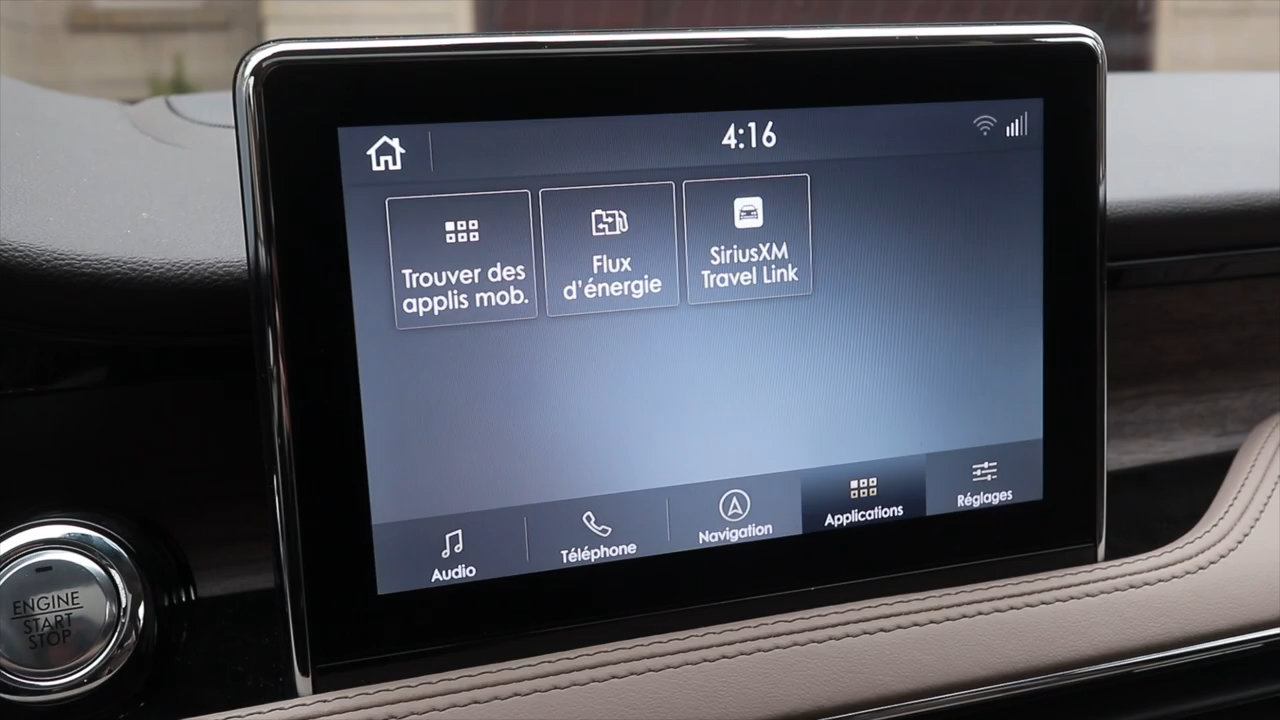 4:16
Trouver des
applis mob.
Flux
d'énergie
SiriusXM
Travel Link
Audio
Téléphone
Navigation
Applications
Réglages
ENGINE
START
STOP